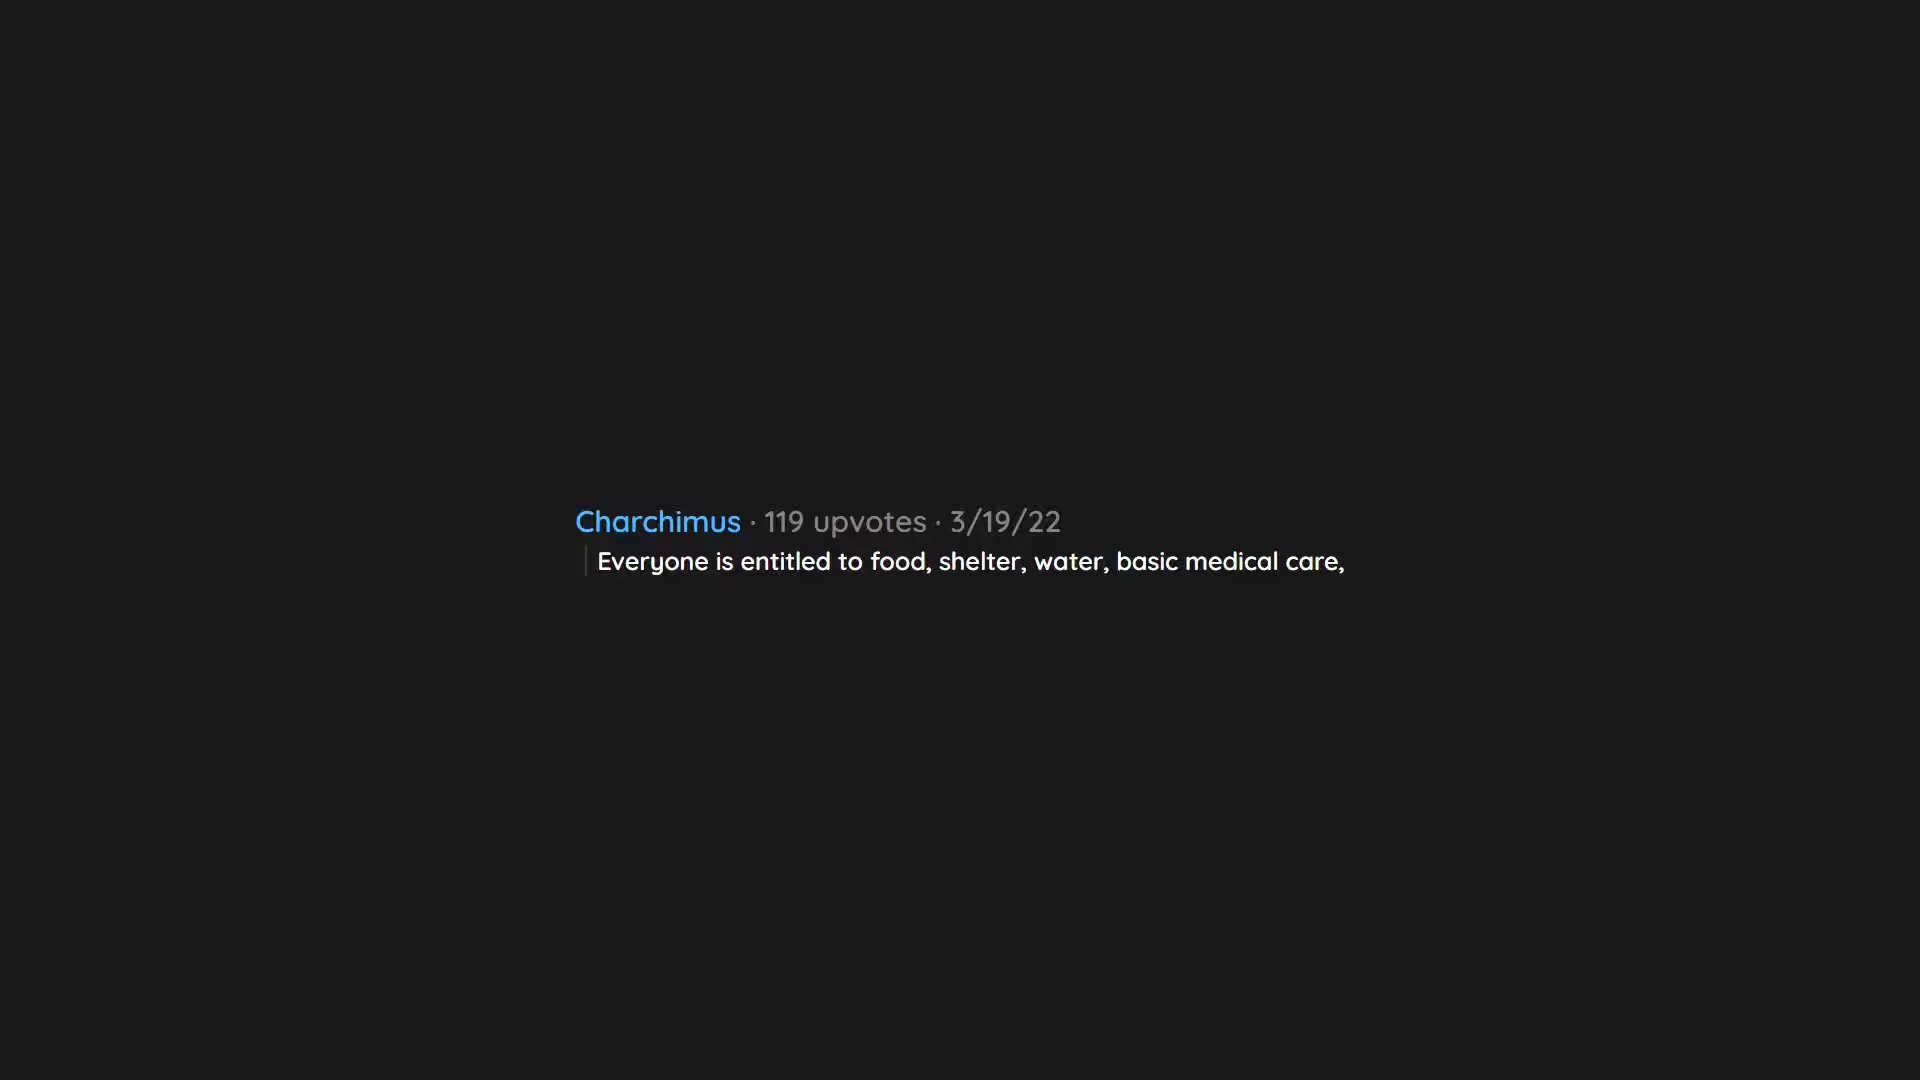 Charchimus · 119 upvotes · 3/19/22
Everyone is entitled to food, shelter, water, basic medical care,